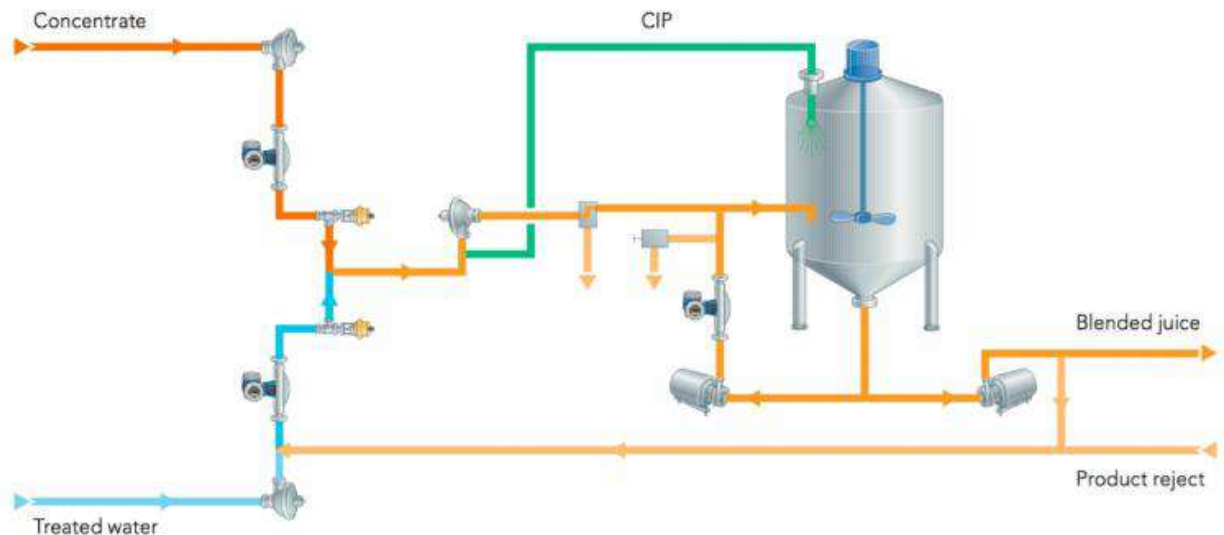 Concentrate
CIP
Blended juice
Product reject
Treated water